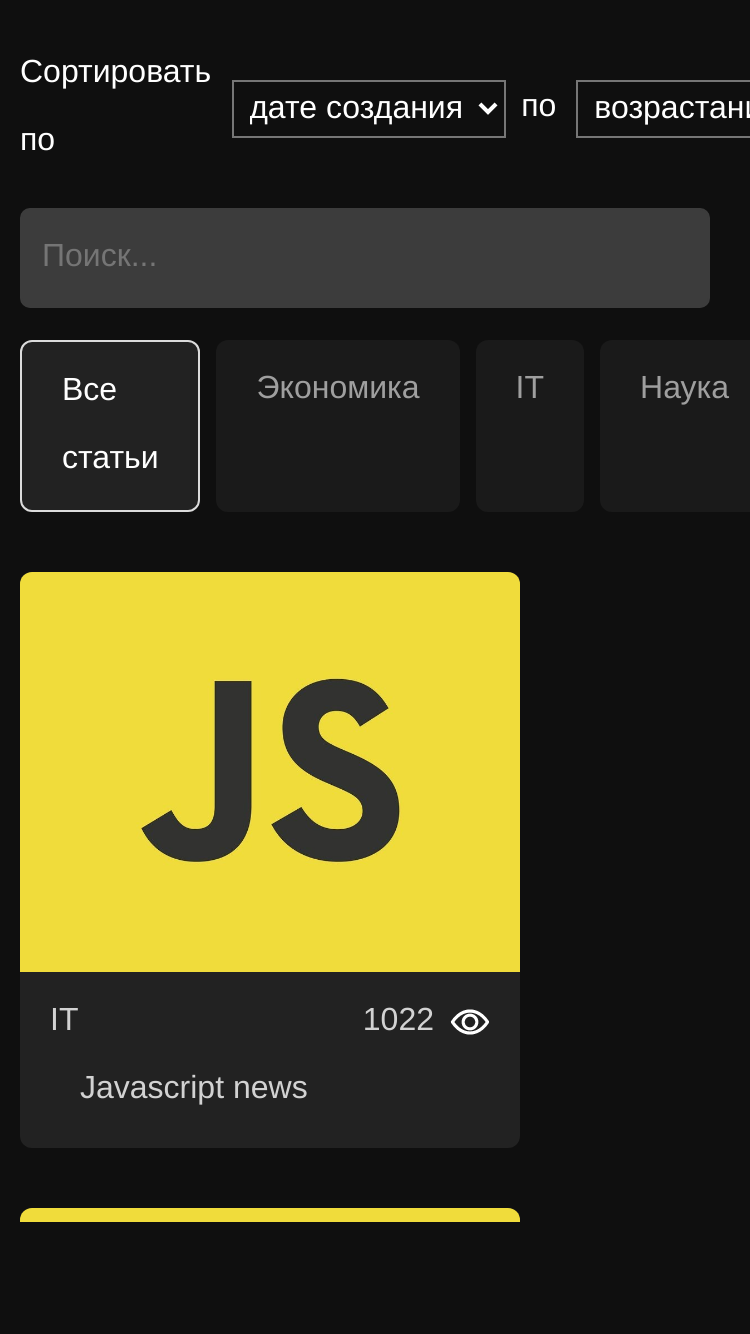 Сортировать
по
дате создания
по
возрастани
Поиск...
Все
статьи
Экономика
IT
Наука
JS
IT
1022
Javascript news